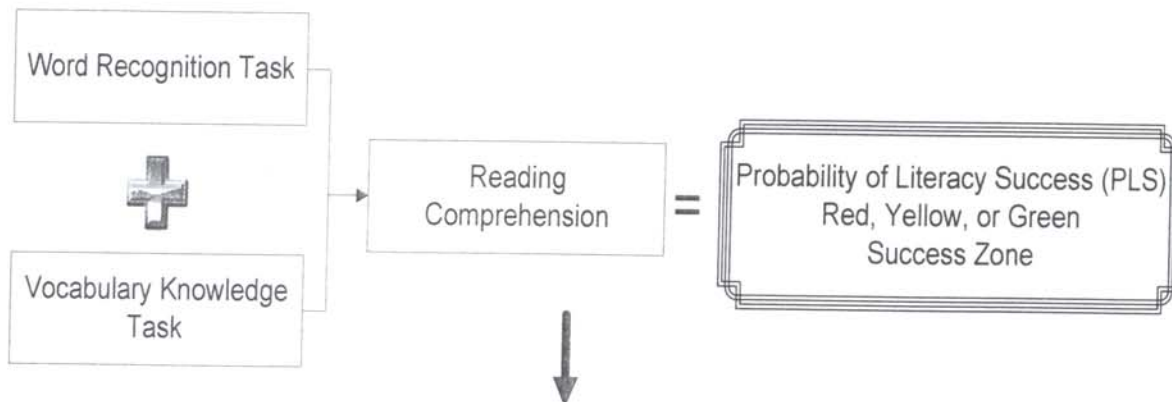 Word Recognition Task
Vocabulary Knowledge
Task
Reading
Comprehension
=
Probability of Literacy Success (PLS)
Red, Yellow, or Green
Success Zone